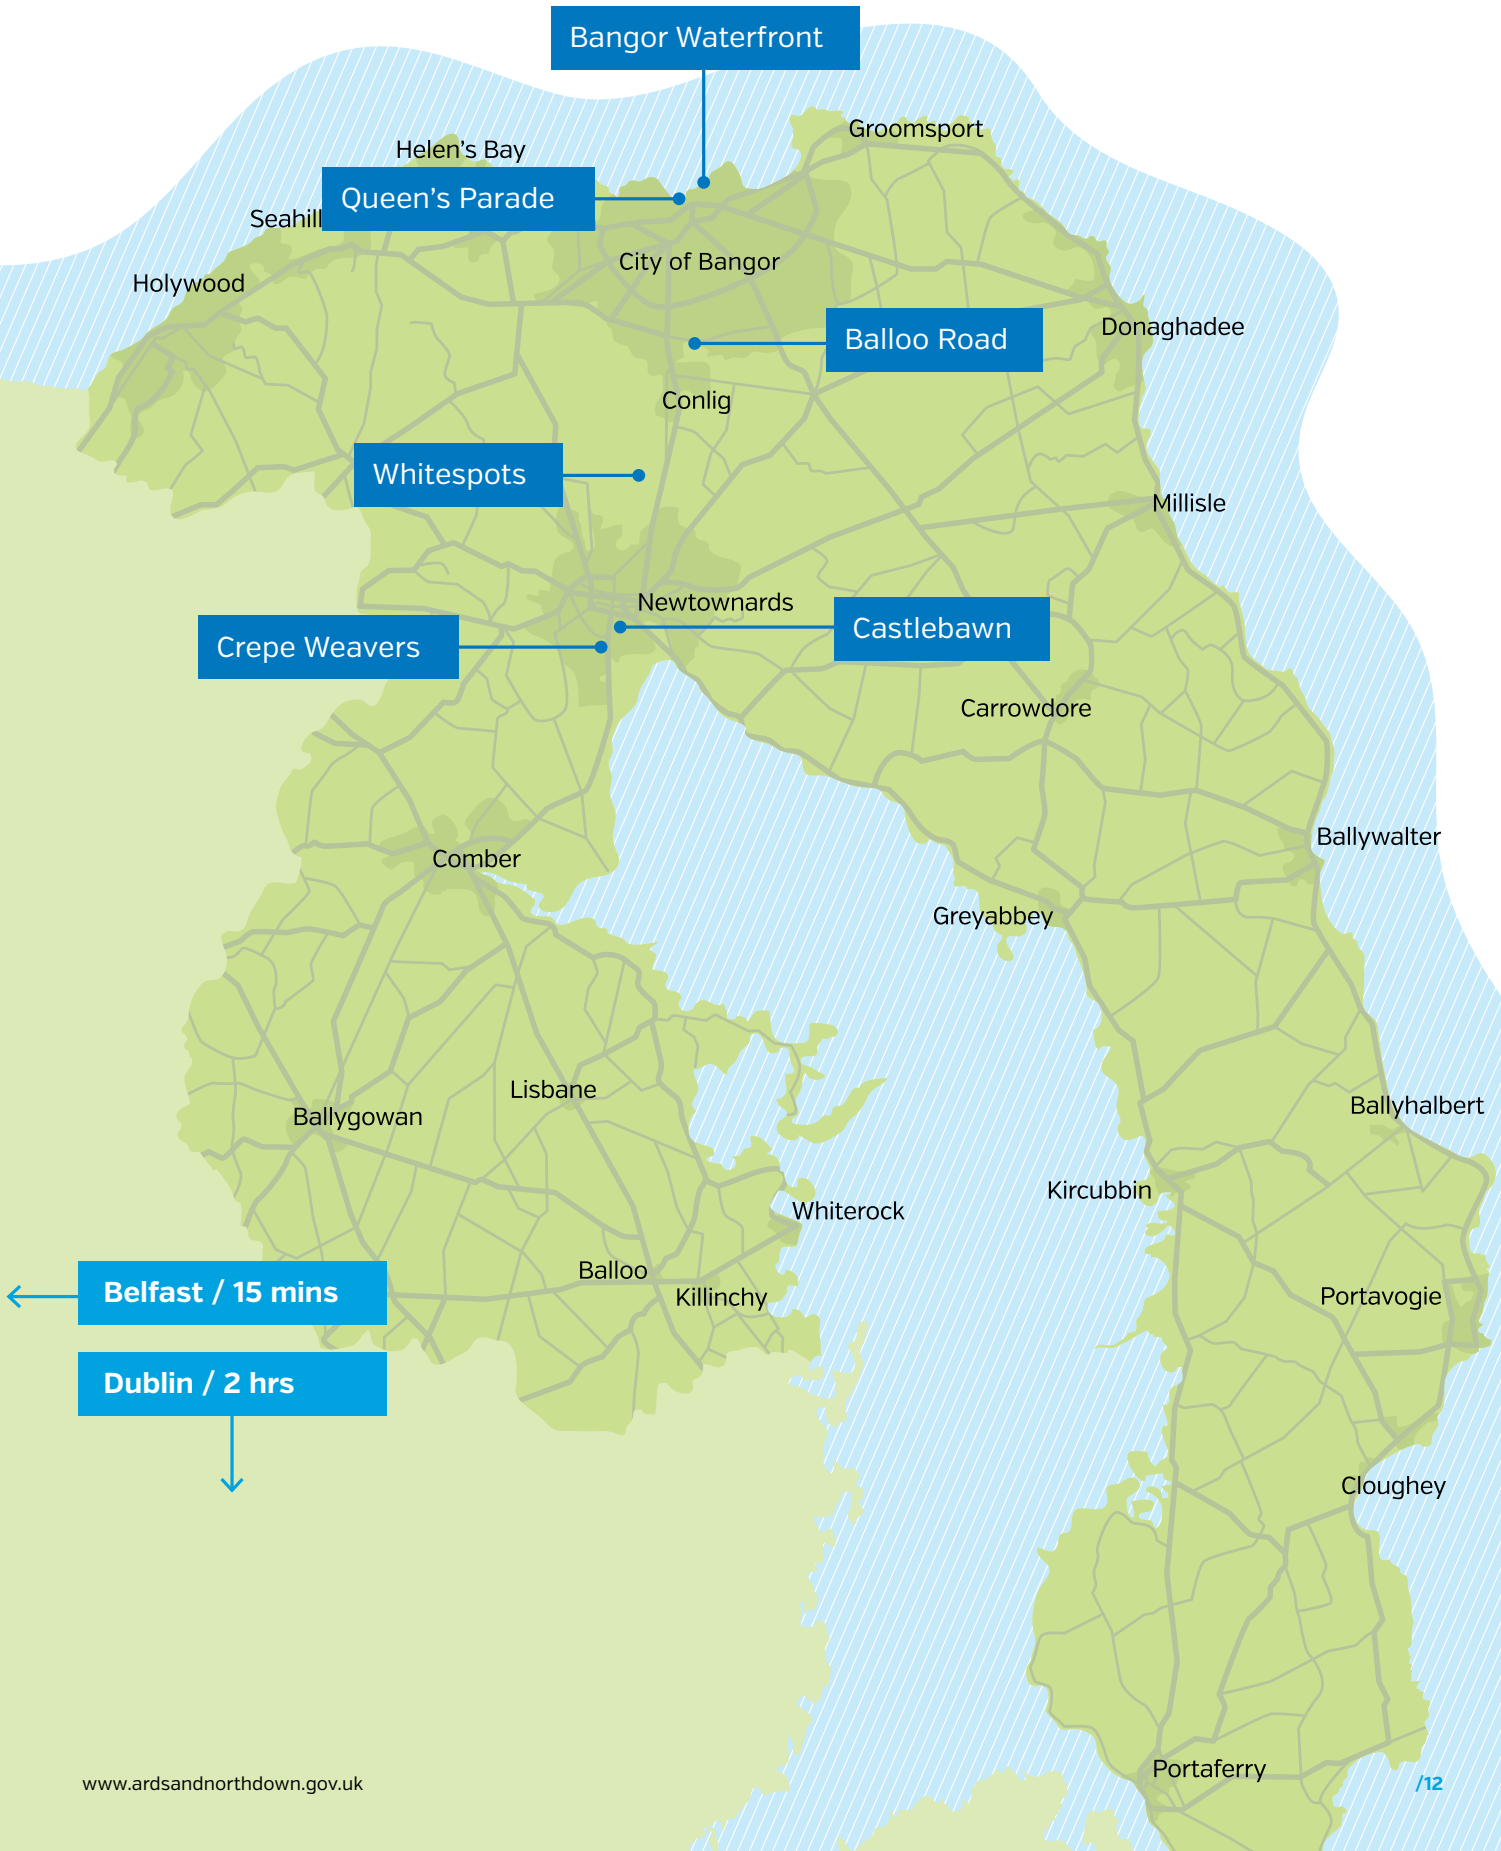 Bangor Waterfront
Groomsport
Helen's Bay
Queen's Parade
Seahill
City of Bangor
Holywood
Donaghadee
Balloo Road
Conlig
Whitespots
Millisle
Newtownards
Castlebawn
Crepe Weavers
Carrowdore
Ballywalter
Comber
Greyabbey
Lisbane
Ballyhalbert
Ballygowan
Kircubbin
Whiterock
Balloo
Belfast / 15 mins
Killinchy
Portavogie
Dublin / 2 hrs
Cloughey
Portaferry
www.ardsandnorthdown.gov.uk
/12